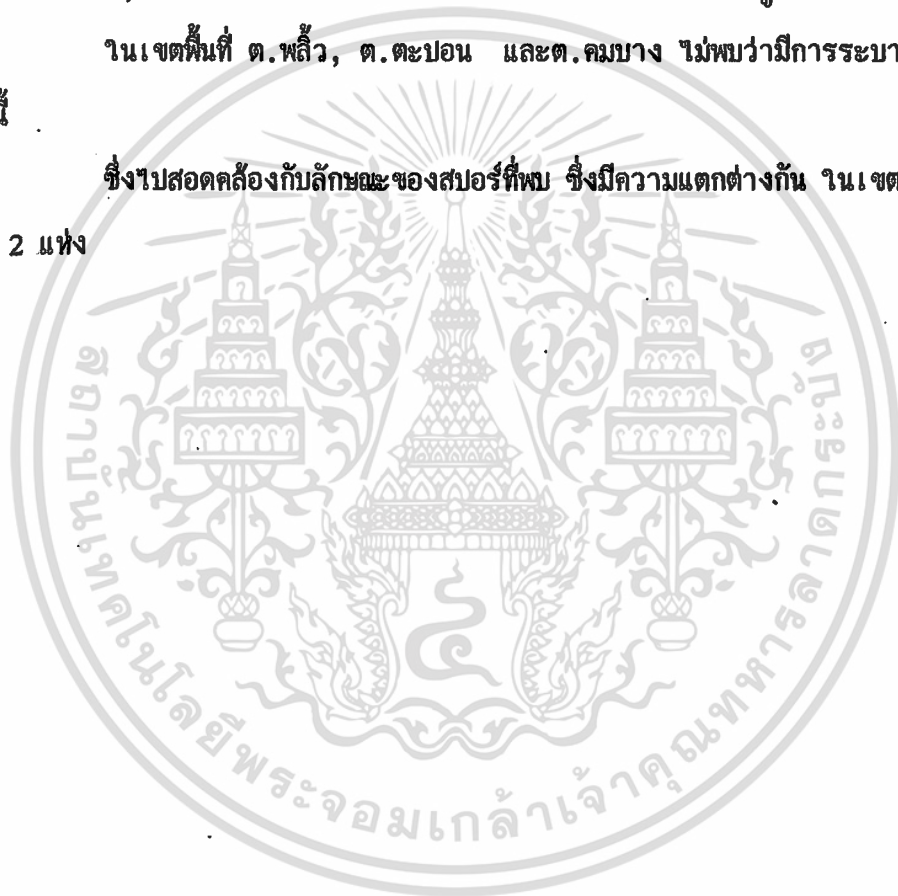 ในเขตพื้นที่ ต.พลิ้ว, ต.ตะปอน และต.คมบาง ไม่พบว่ามีการระบา
นี้
ซึ่งไปสอดคล้องกับลักษณะของสปอร์ที่พบ ซึ่งมีความแตกต่างกัน ในเขต
2 แห่ง
สถาบันเทคโนโลยีพระจอมเกล้าเจ้าคุณทหารลาดกระบัง